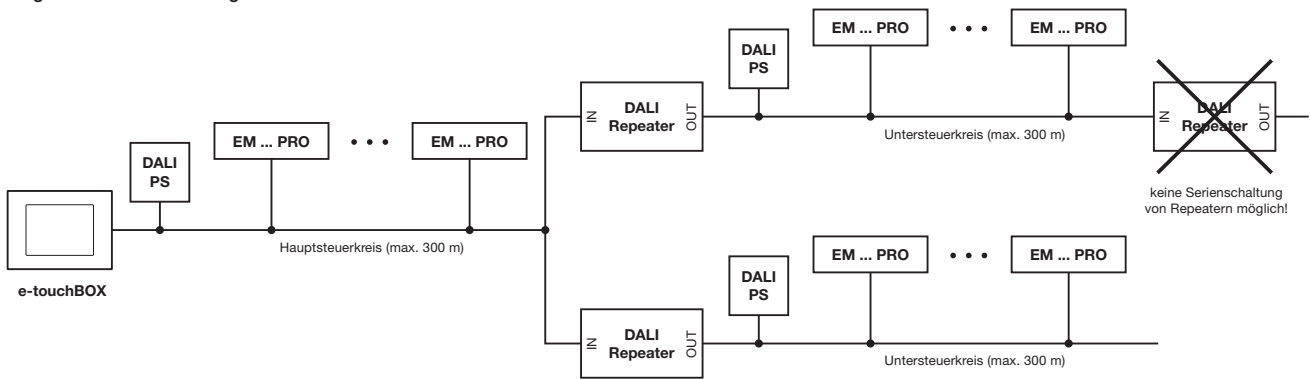 EM ... PRO
EM ... PRO
DALI
PS
IN
DALI
Repeater
OUT
Untersteuerkreis (max. 300 m)
IN
DALI
Repeater
OUT
keine Serienschaltung
von Repeatern möglich!
EM ... PRO
EM ... PRO
DALI
PS
Hauptsteuerkreis (max. 300 m)
e-touchBOX
EM ... PRO
EM ... PRO
DALI
PS
IN
DALI
Repeater
OUT
Untersteuerkreis (max. 300 m)